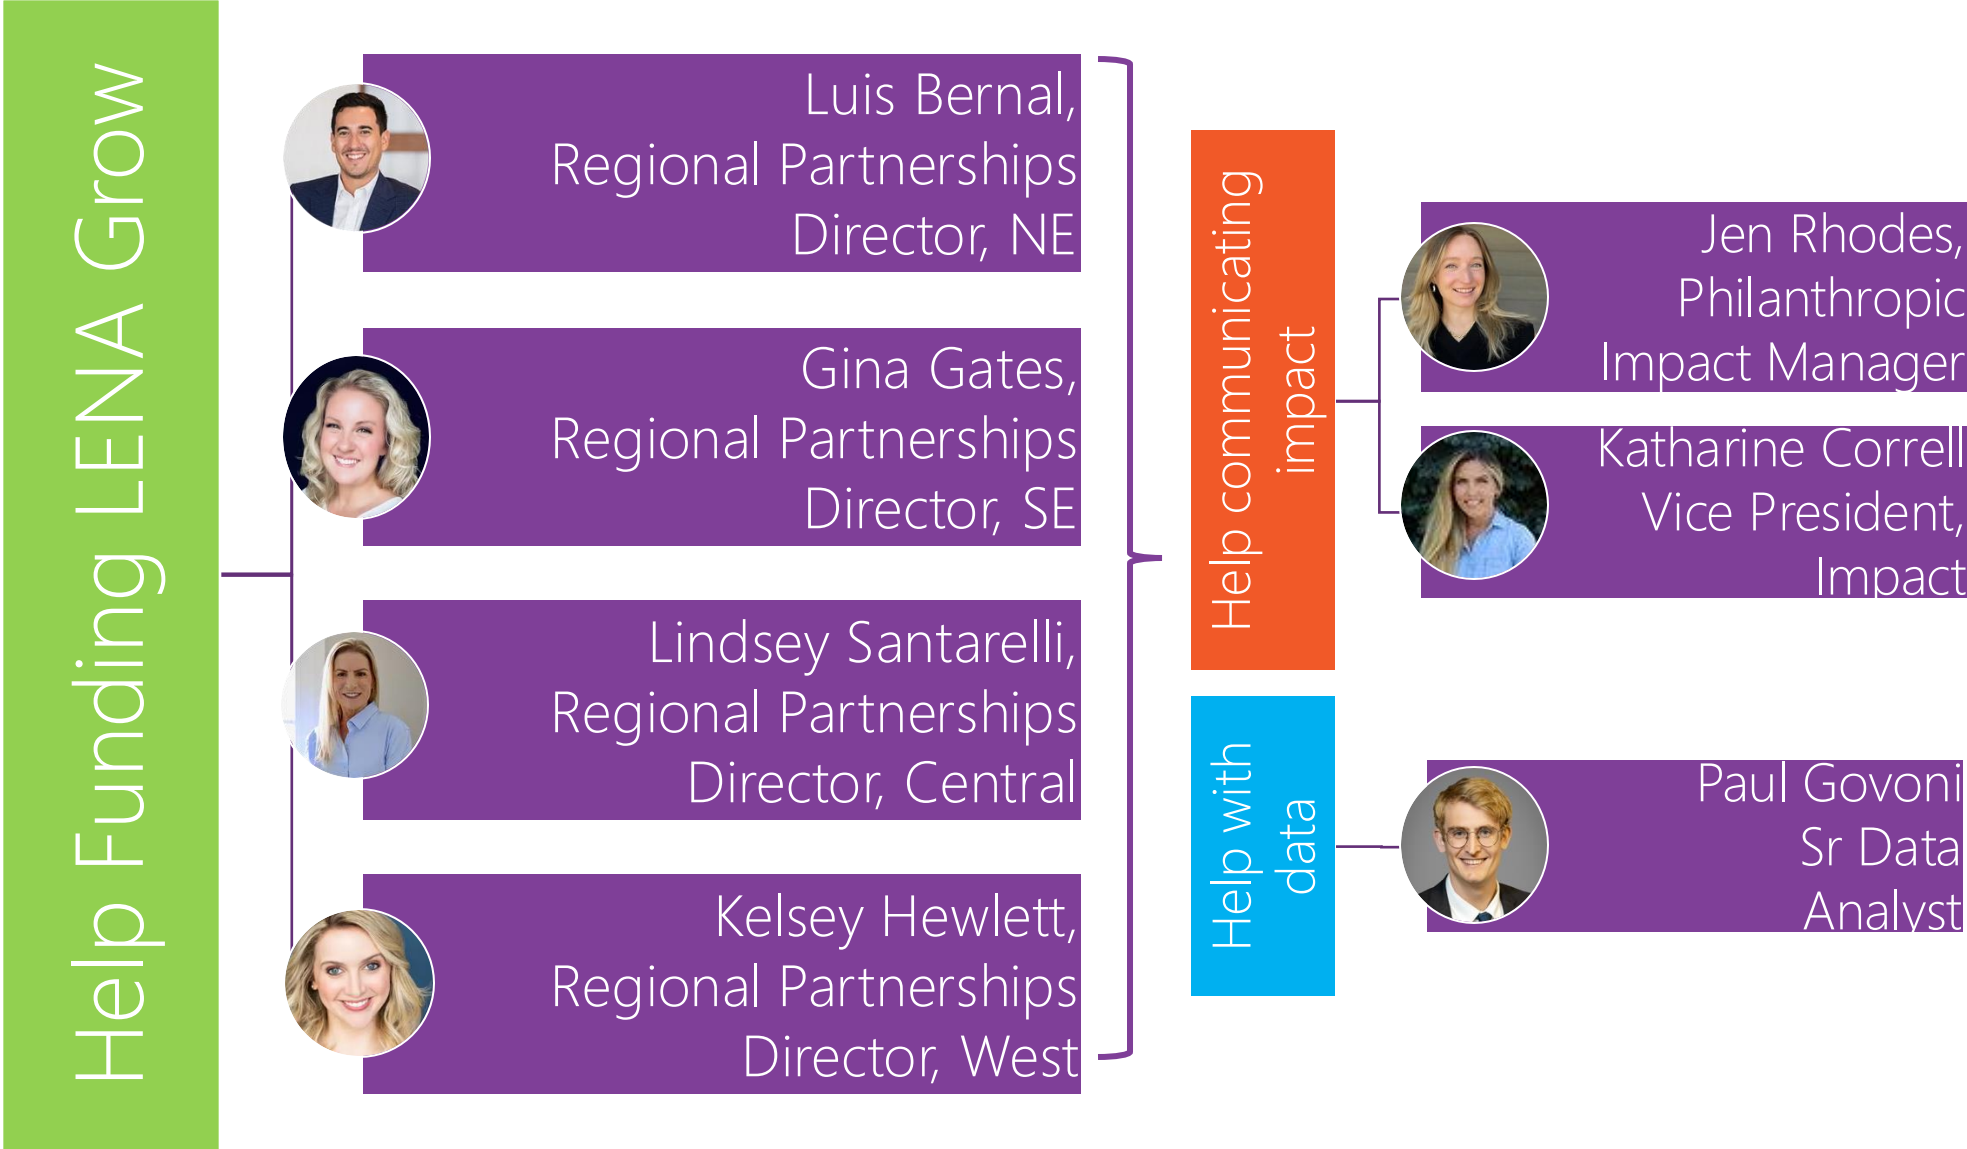 Help Funding LENA Grow
Luis Bernal,
Regional Partnerships
Director, NE
Gina Gates,
Regional Partnerships
Director, SE
Lindsey Santarelli,
Regional Partnerships
Director, Central
Kelsey Hewlett,
Regional Partnerships
Director, West
Help communicating
impact
Jen Rhodes,
Philanthropic
Impact Manager
Katharine Correll
Vice President,
Impact
Help with
data
Paul Govoni
Sr Data
Analyst